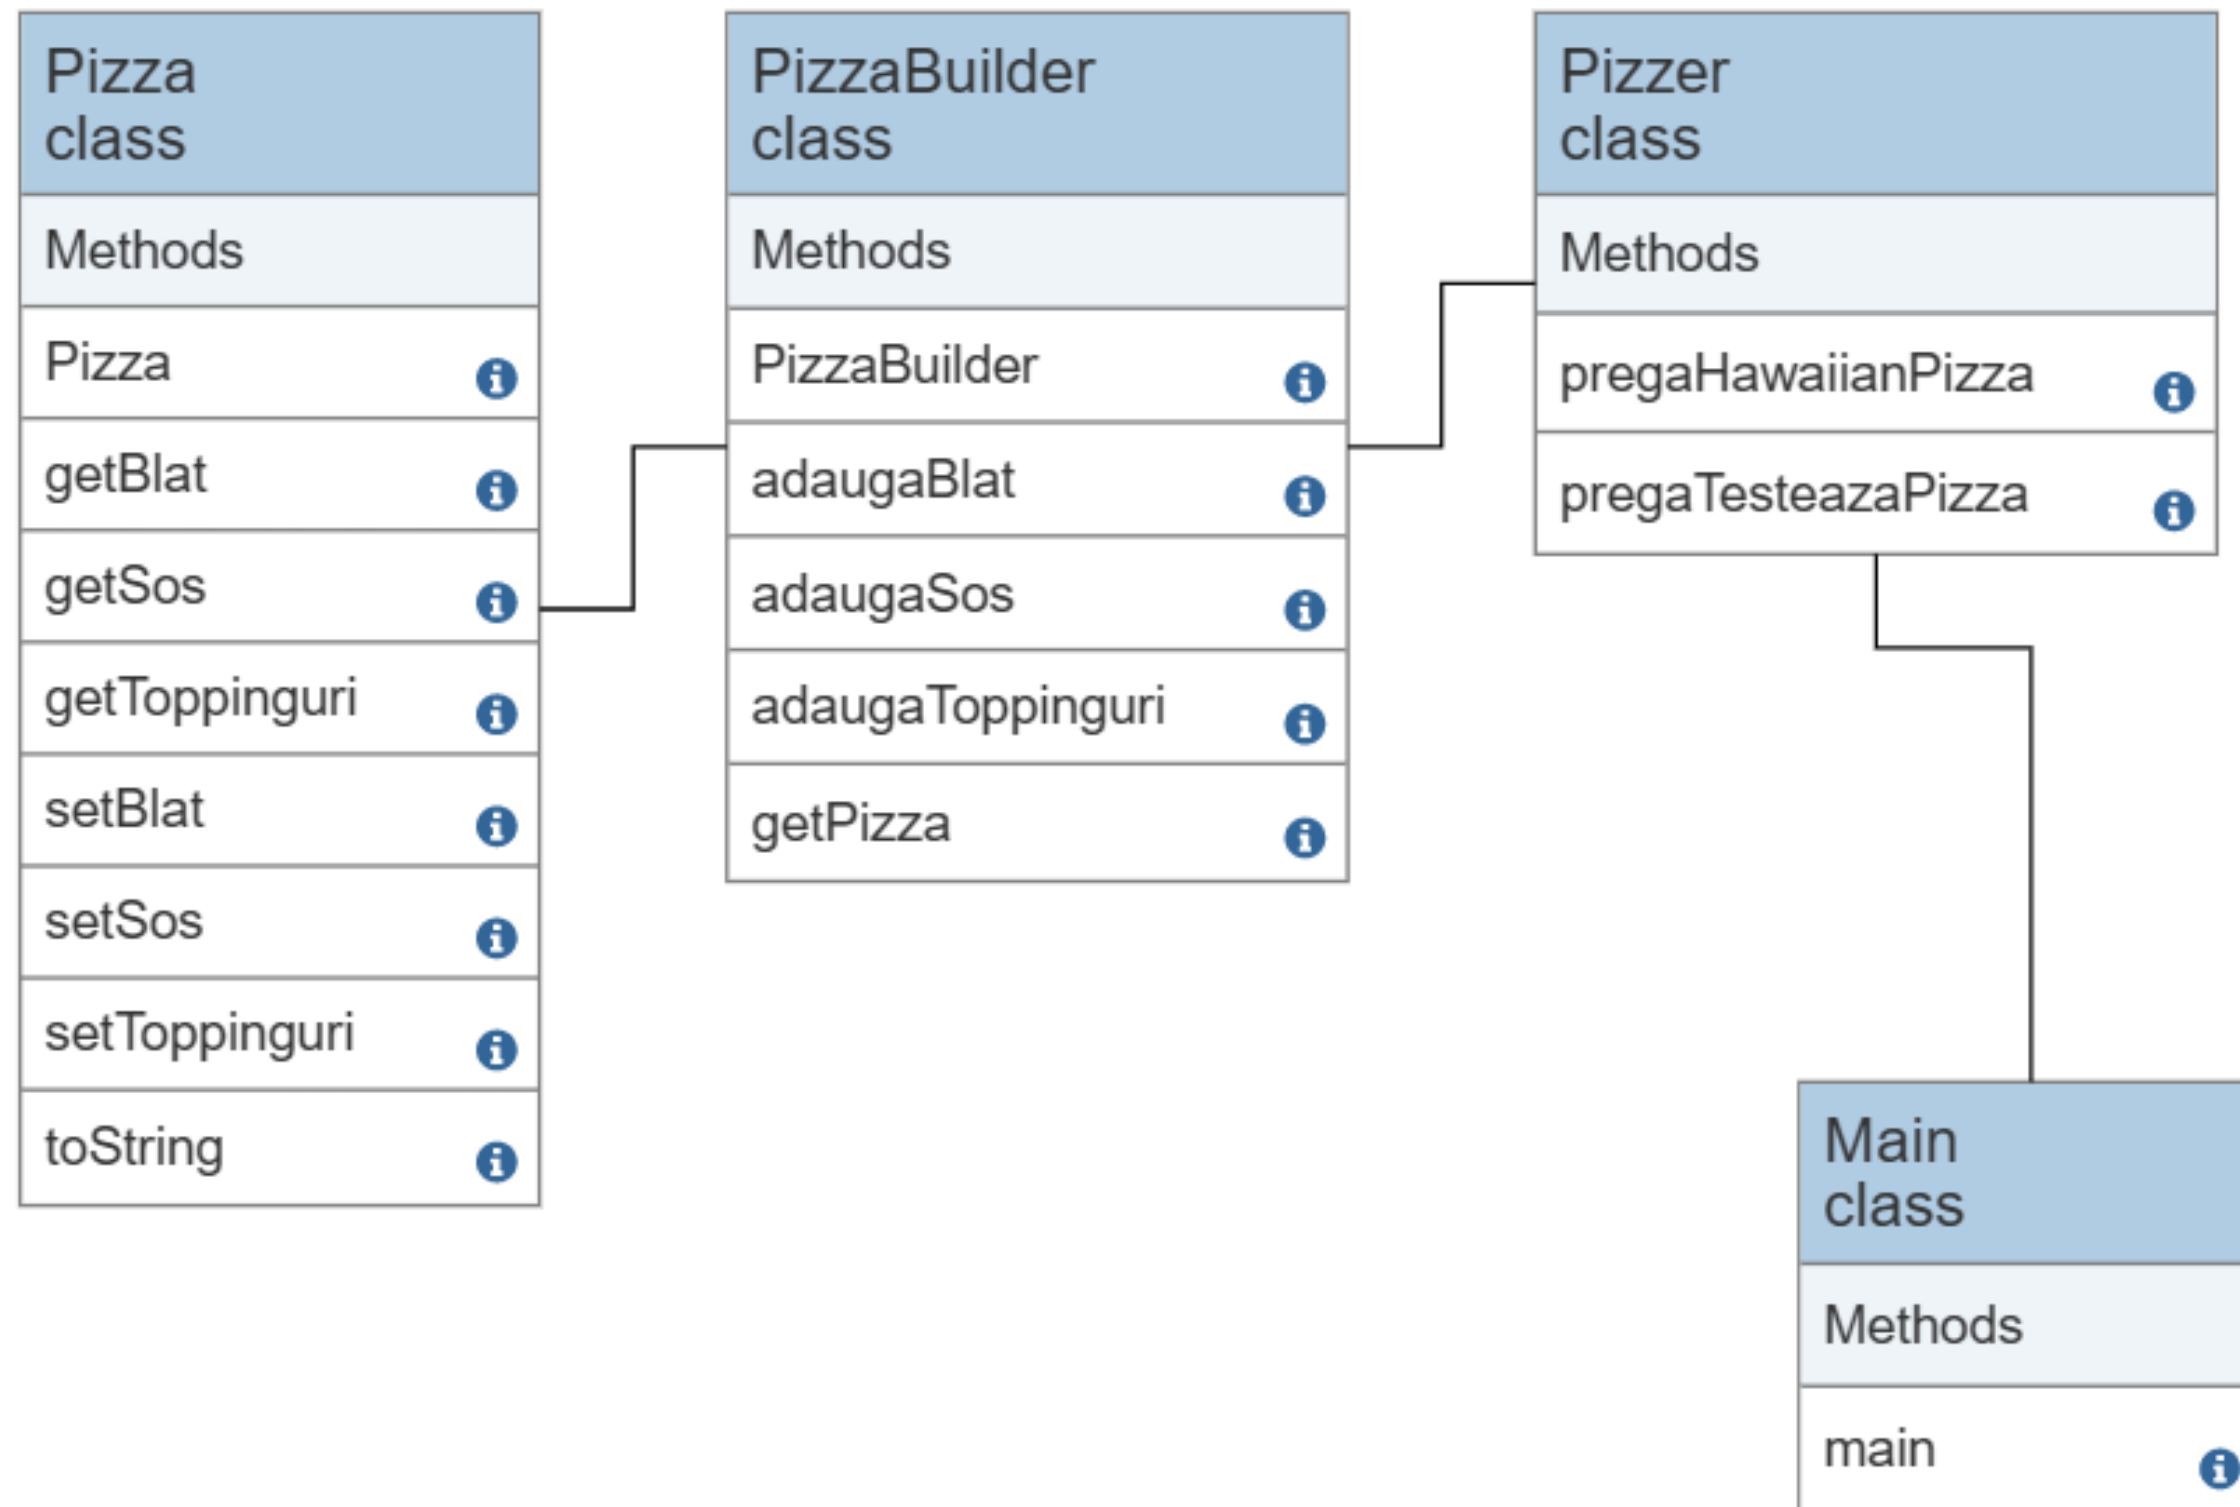 Pizza
class
Methods
Pizza
getBlat
getSos
getToppinguri
setBlat
setSos
setToppinguri
toString
PizzaBuilder
class
Methods
PizzaBuilder
adaugaBlat
adaugaSos
adaugaToppinguri
getPizza
Pizzer
class
Methods
pregaHawaiianPizza
pregaTesteazaPizza
Main
class
Methods
main